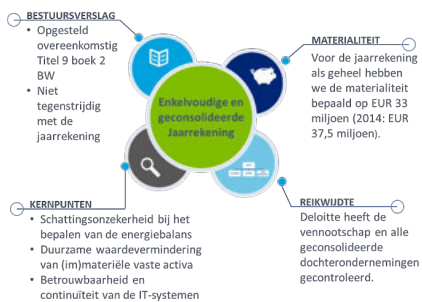 BESTUURSVERSLAG
• Opgesteld
overeenkomstig
Titel 9 boek 2
BW
• Niet
tegenstrijdig
met de
jaarrekening
MATERIALITEIT
Voor de jaarrekening
als geheel hebben
we de materialiteit
bepaald op EUR 33
miljoen (2014: EUR
37,5 miljoen).
Enkelvoudige en
geconsolideerde
Jaarrekening
KERNPUNTEN
• Schattingsonzekerheid bij het
bepalen van de energiebalans
• Duurzame waardevermindering
van (im)materiële vaste activa
• Betrouwbaarheid en
continuïteit van de IT-systemen
REIKWIJDTE
Deloitte heeft de
vennootschap en alle
geconsolideerde
dochterondernemingen
gecontroleerd.